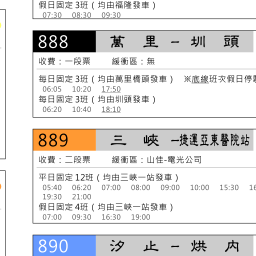 假日固定 3班（均由福隆發車）
07:30 08:30 09:30
888 萬里－圳頭
收費：一段票 緩衝區：無
每日固定 3班（均由萬里橋頭發車） ※底線班次假日停
06:05 10:20 17:50
每日固定 3班（均由圳頭發車）
06:20 10:40 18:10
889 三峽－捷運亞東醫院站
收費：二段票 緩衝區：山佳-電光公司
平日固定 12班（均由三峽一站發車）
05:40 06:20 07:00 08:00 09:00 10:00 15:30
19:30 21:00
假日固定 4班（均由三峽一站發車）
07:00 09:30 16:30 19:00
890 汐止－烘內